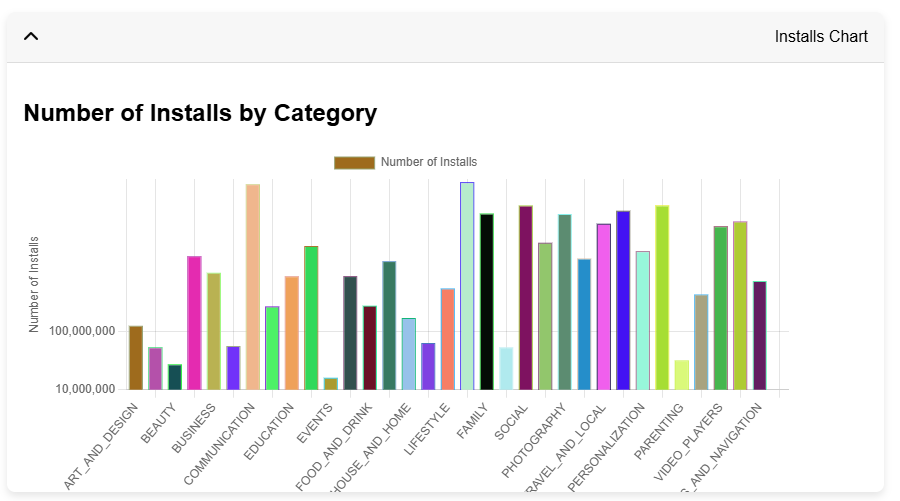 Installs Chart
Number of Installs by Category
Number of Installs
Number of Installs
100,000,000
10,000,000
ART_AND_DESIGN
BEAUTY
BUSINESS
COMMUNICATION
EDUCATION
EVENTS
FOOD_AND_DRINK
HOUSE_AND_HOME
LIFESTYLE
FAMILY
SOCIAL
PHOTOGRAPHY
RAVEL_AND_LOCAL
PERSONALIZATION
PARENTING
VIDEO_PLAYERS
S_AND_NAVIGATION